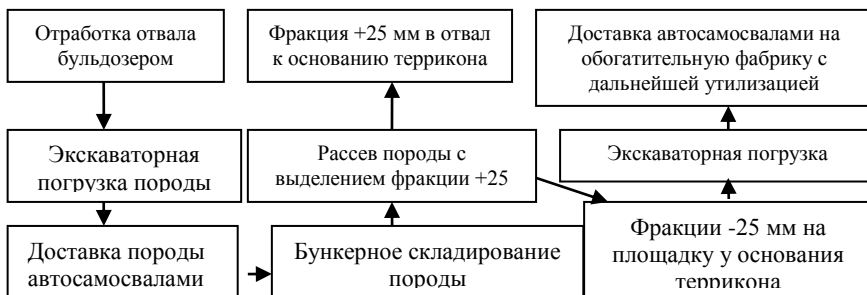 Отработка отвала
бульдозером
Фракция +25 мм в отвал
к основанию террикона
Доставка автосамосвалами на
обогатительную фабрику с
дальнейшей утилизацией
Экскаваторная
погрузка породы
Рассев породы с
выделением фракции +25
Экскаваторная погрузка
Доставка породы
автосамосвалами
Бункерное складирование
породы
Фракции -25 мм на
площадку у основания
террикона